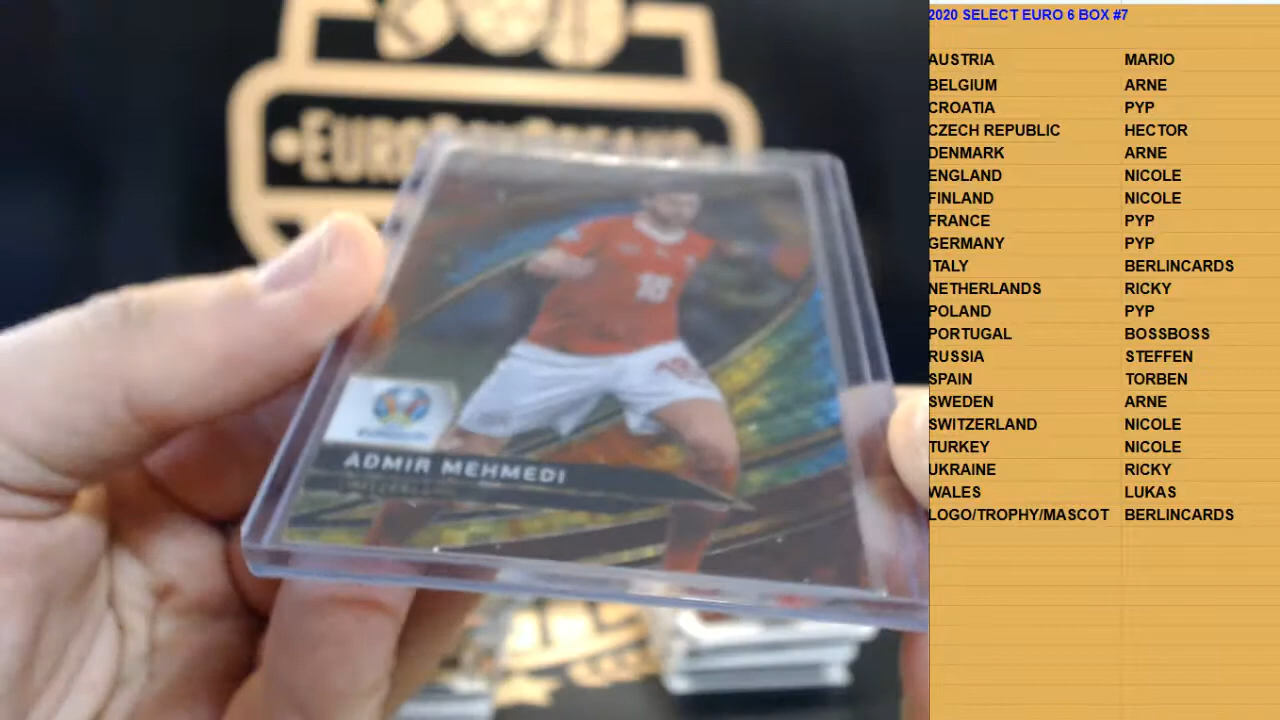 2020 SELECT EURO 6 BOX #7
AUSTRIA MARIO
BELGIUM ARNE
CROATIA PYP
CZECH REPUBLIC HECTOR
DENMARK ARNE
ENGLAND NICOLE
FINLAND NICOLE
FRANCE PYP
GERMANY PYP
ITALY BERLINCARDS
NETHERLANDS RICKY
POLAND PYP
PORTUGAL BOSSBOSS
RUSSIA STEFFEN
SPAIN TORBEN
SWEDEN ARNE
SWITZERLAND NICOLE
TURKEY NICOLE
UKRAINE RICKY
WALES LUKAS
LOGO/TROPHY/MASCOT BERLINCARDS
18
ADMIR MEHMEDI